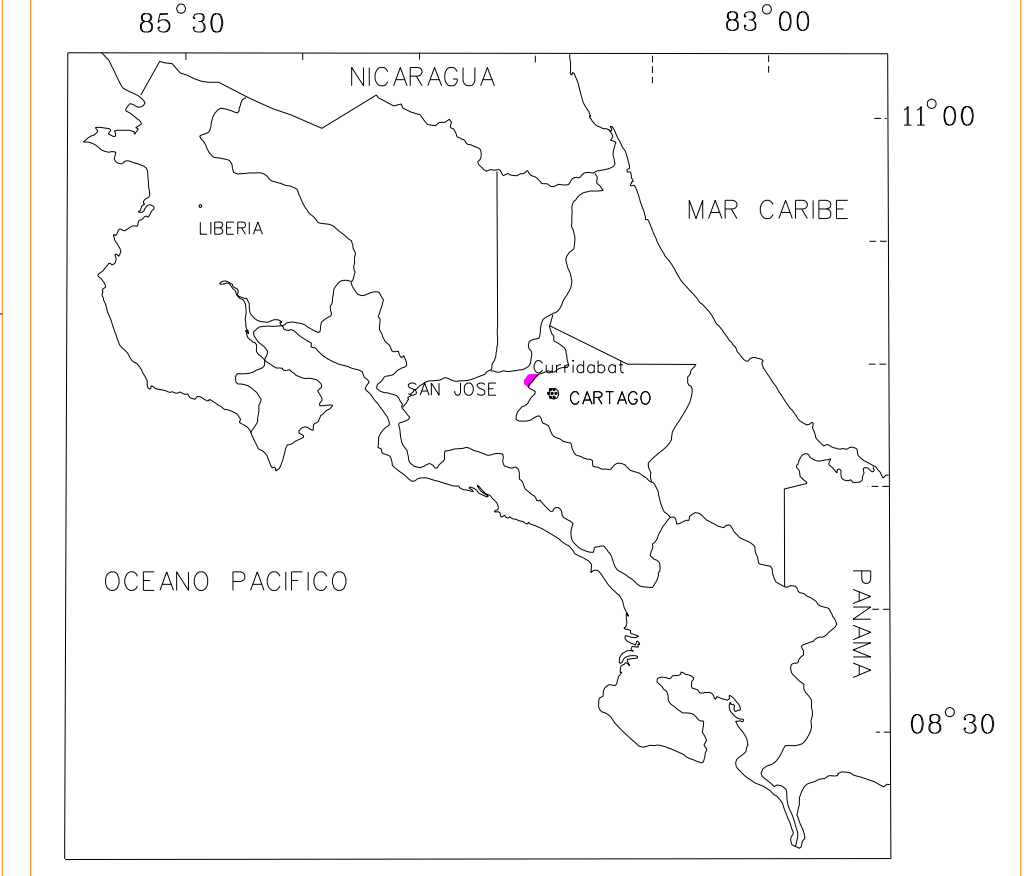 85°30
83°00
NICARAGUA
11°00
MAR CARIBE
LIBERIA
Curridabat
SAN JOSE
CARTAGO
OCEANO PACIFICO
PANAMA
08°30